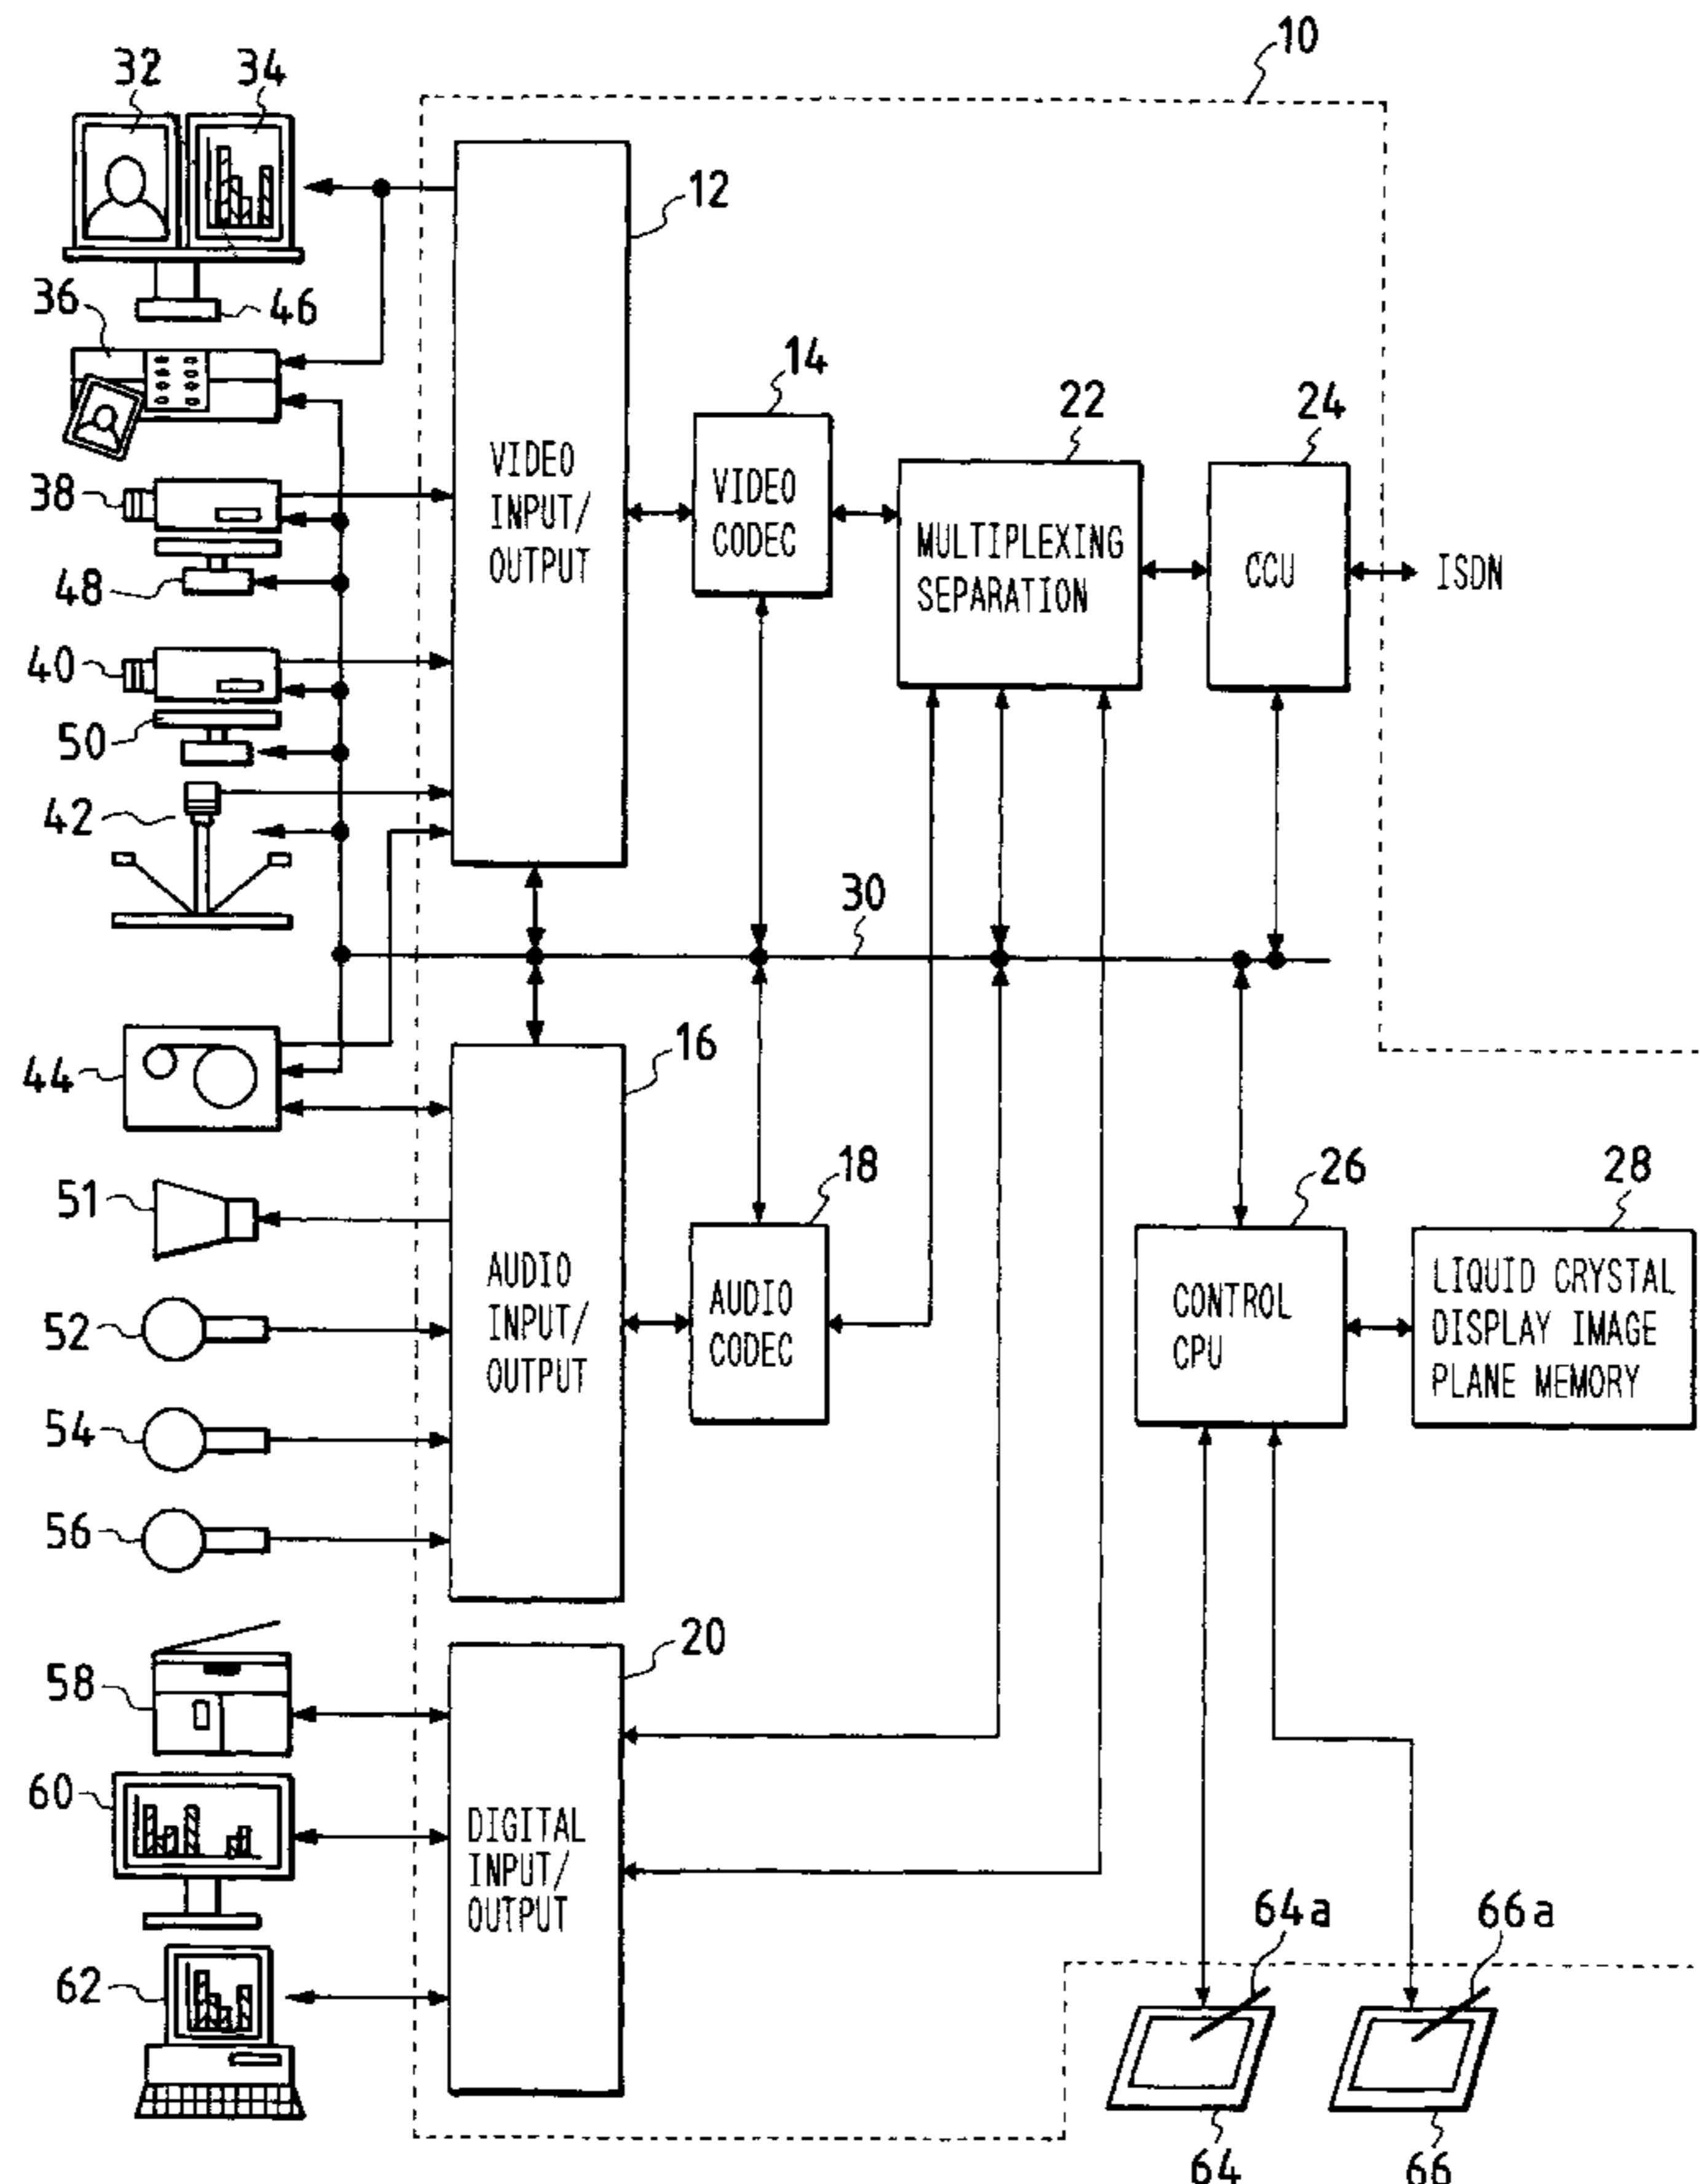 10
32
34
12
36
46
14
22
24
VIDEO
INPUT/
OUTPUT
VIDEO
CODEC
MULTIPLEXING
SEPARATION
CCU
ISDN
38
48
40
50
42
30
44
16
18
26
28
51
AUDIO
INPUT/
OUTPUT
AUDIO
CODEC
CONTROL
CPU
LIQUID CRYSTAL
DISPLAY IMAGE
PLANE MEMORY
52
54
56
58
20
60
DIGITAL
INPUT/
OUTPUT
62
64a
66a
64
66